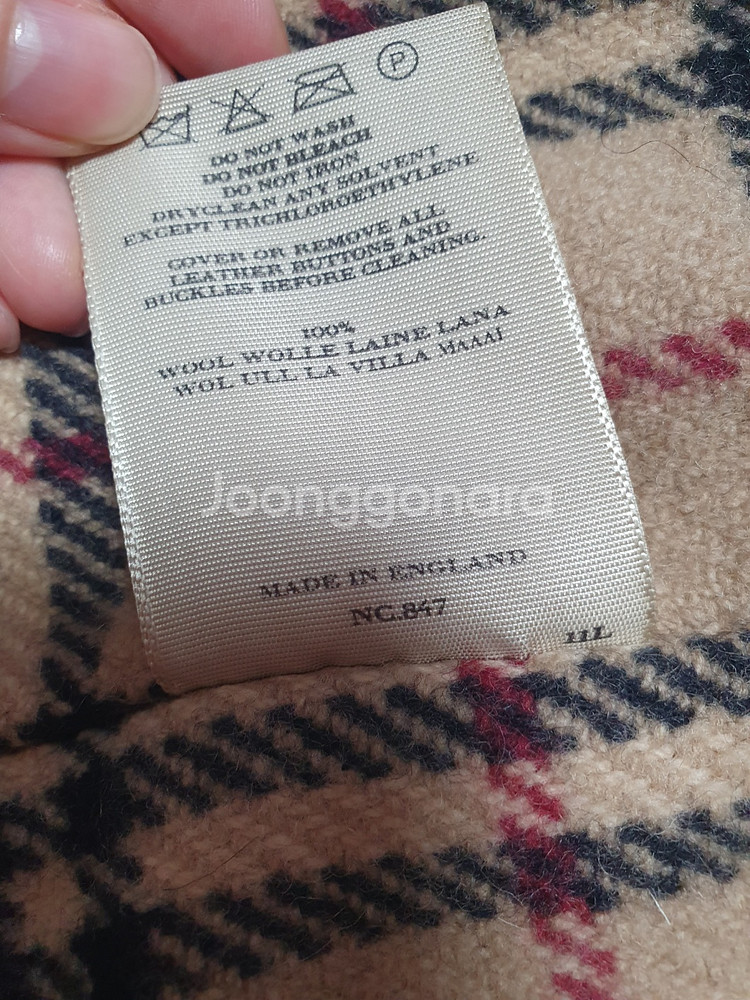 P
DO NOT WASH
DO NOT BLEACH
DO NOT IRON
DRYCLEAN ANY SOLVENT
EXCEPT TRICHLOROETHYLENE
COVER OR REMOVE ALL
LEATHER BUTTONS AND
BUCKLES BEFORE CLEANING.
100%
WOOL WOLLE LAINE LANA
WOL ULL LA VILLA MAAAI
Joonggonara
MADE IN ENGLAND
NC.847
11L